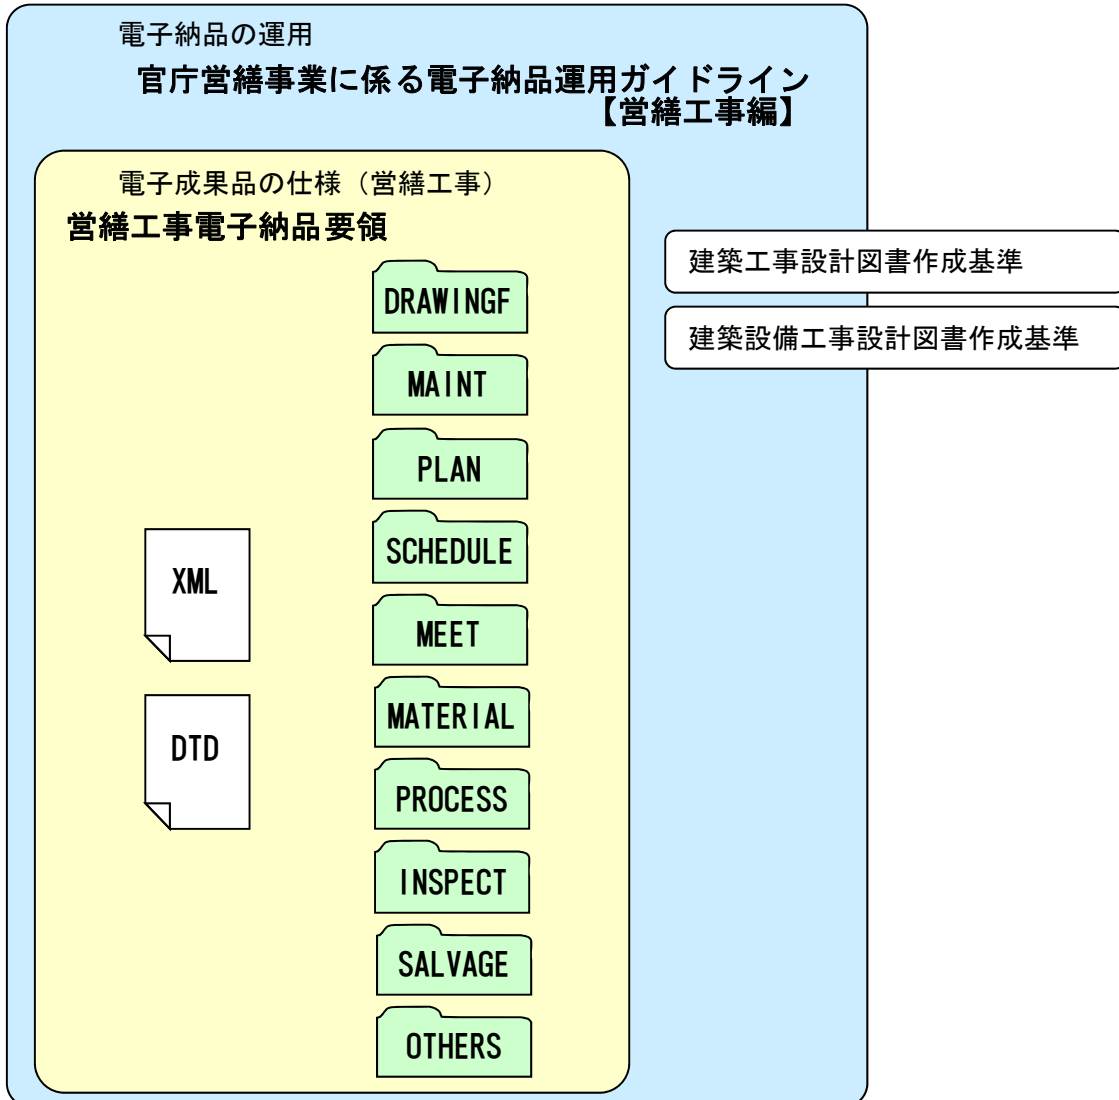 電子納品の運用
官庁営繕事業に係る電子納品運用ガイドライン
【営繕工事編】
電子成果品の仕様（営繕工事）
営繕工事電子納品要領
建築工事設計図書作成基準
建築設備工事設計図書作成基準
DRAWINGF
MAINT
PLAN
SCHEDULE
XML
MEET
MATERIAL
DTD
PROCESS
INSPECT
SALVAGE
OTHERS